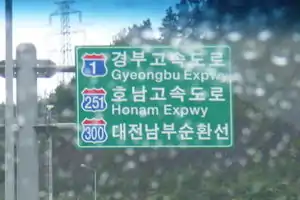 1 경부고속도로
Gyeongbu Expwy
251 호남고속도로
Honam Expwy
300 대전남부순환선